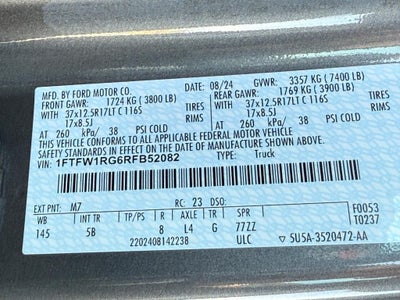 MFD. BY FORD MOTOR CO. 08/24 GVWR: 3357 KG ( 7400 LB)
FRONT GAWR: 1724 KG ( 3800 LB) REAR GAWR: 1769 KG ( 3900 LB)
WITH TIRES WITH TIRES
37x12.5R17LT C 116S RIMS 37x12.5R17LT C 116S RIMS
17x8.5J 17x8.5J
AT 260 kPa/ 38 PSI COLD AT 260 kPa/ 38 PSI COLD
THIS VEHICLE CONFORMS TO ALL APPLICABLE FEDERAL MOTOR VEHICLE
SAFETY STANDARDS IN EFFECT ON THE DATE OF MANUFACTURE SHOWN ABOVE.
VIN: 1FTFW1RG6RFB52082 TYPE: Truck
EXT PNT: M7 RC: 23 DSO: F0053
WB INT TR TP/PS R AXLE TR SPR T0237
145 5B 8 L4 G 77ZZ
2202408142238 ULC 5U5A-3520472-AA